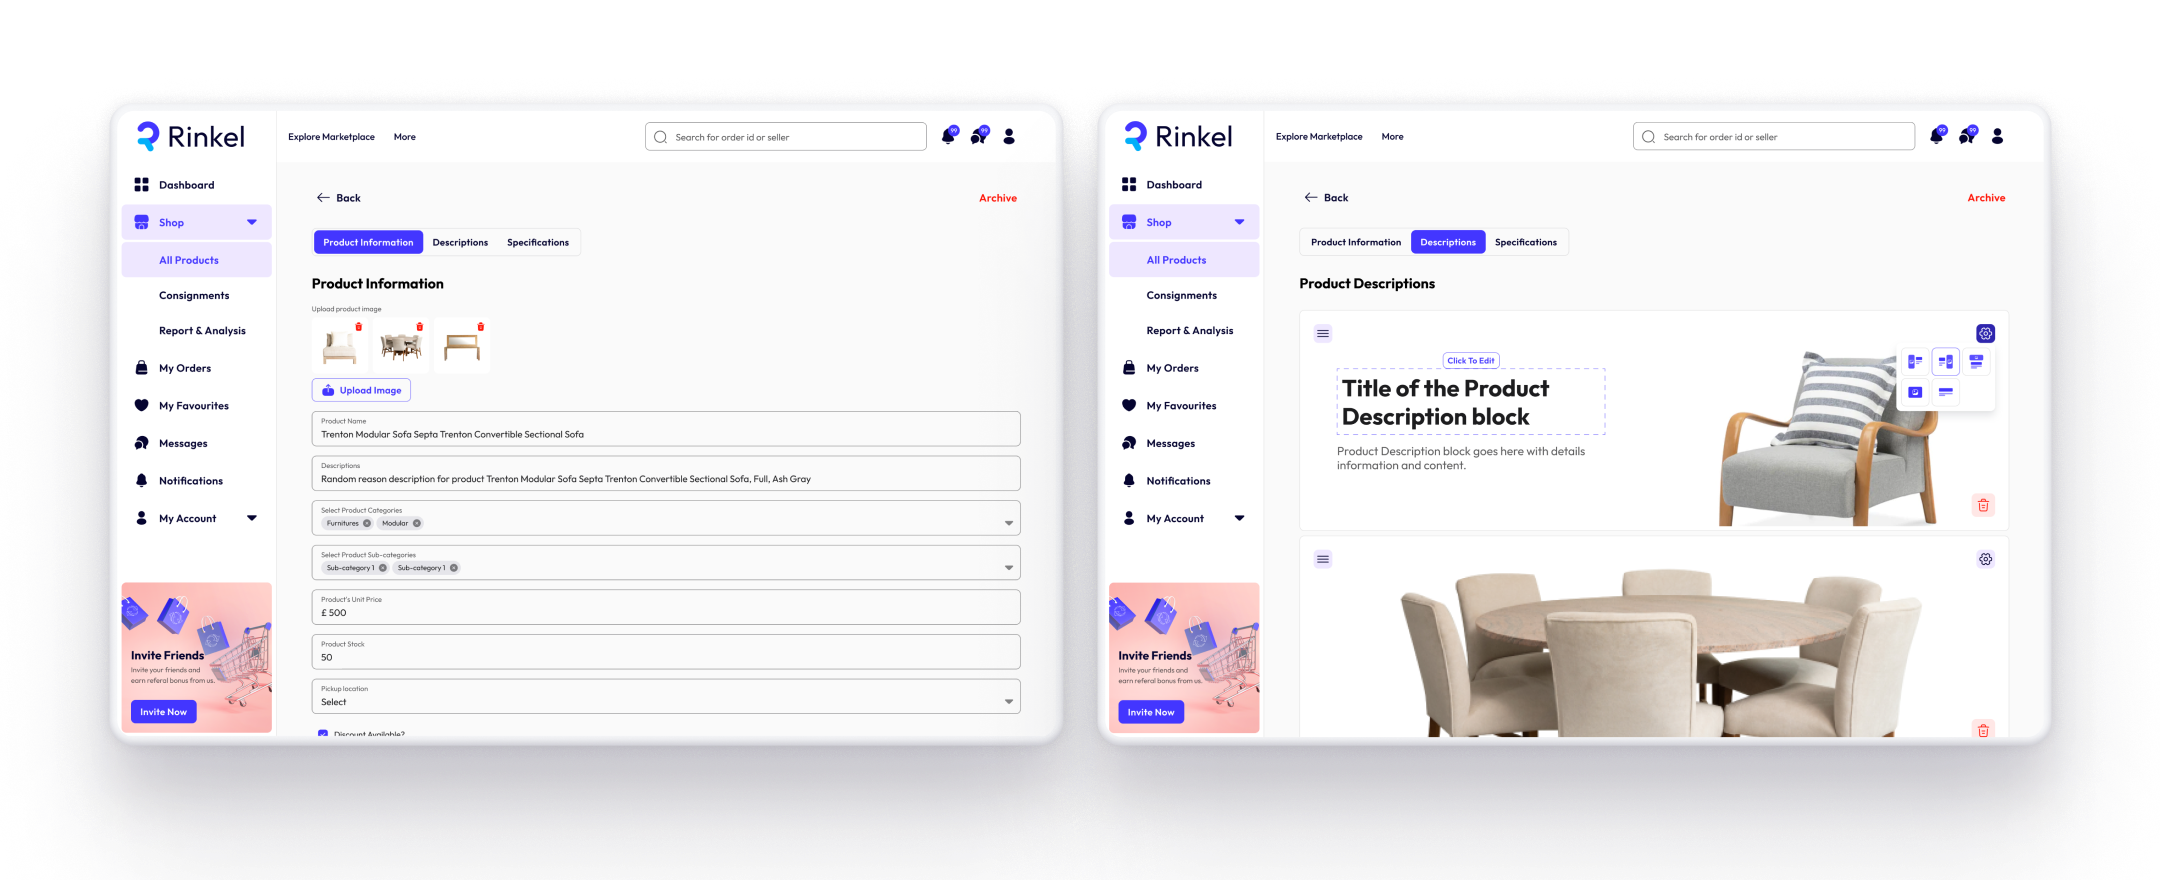 Rinkel
Explore Marketplace
More
Search for order id or seller
99
99
Dashboard
Shop
All Products
Consignments
Report & Analysis
My Orders
My Favourites
Messages
Notifications
My Account
Invite Friends
Invite your friends and
earn referal bonus from us.
Invite Now
Back
Archive
Product Information
Descriptions
Specifications
Product Information
Upload product image
Upload Image
Product Name
Trenton Modular Sofa Septa Trenton Convertible Sectional Sofa
Descriptions
Random reason description for product Trenton Modular Sofa Septa Trenton Convertible Sectional Sofa, Full, Ash Gray
Select Product Categories
Furnitures
Modular
Select Product Sub-categories
Sub-category 1
Sub-category 1
Product's Unit Price
£ 500
Product Stock
50
Pickup location
Select
Discount Available?
Rinkel
Explore Marketplace
More
Search for order id or seller
99
99
Dashboard
Shop
All Products
Consignments
Report & Analysis
My Orders
My Favourites
Messages
Notifications
My Account
Invite Friends
Invite your friends and
earn referal bonus from us.
Invite Now
Back
Archive
Product Information
Descriptions
Specifications
Product Descriptions
Click To Edit
Title of the Product
Description block
Product Description block goes here with details
information and content.